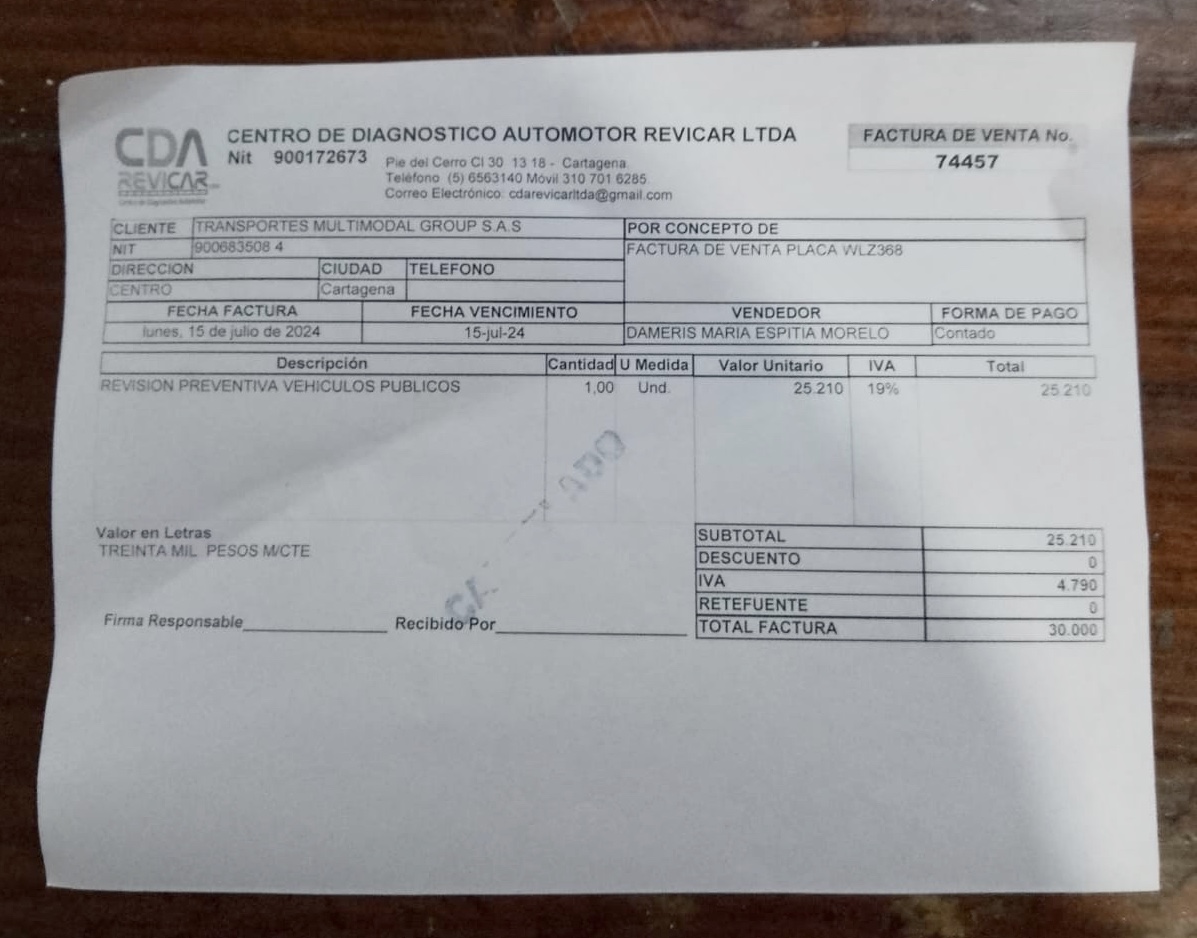 CDA
REVICAR
CENTRO DE DIAGNOSTICO AUTOMOTOR REVICAR LTDA
Nit 900172673
Pie del Cerro Cl 30 13 18 - Cartagena
Teléfono (5) 6563140 Móvil 310 701 6285
Correo Electrónico: cdarevicarltda@gmail.com
FACTURA DE VENTA No.
74457
CLIENTE TRANSPORTES MULTIMODAL GROUP S.A.S
NIT 900683508 4
DIRECCION CIUDAD TELEFONO
CENTRO Cartagena
POR CONCEPTO DE
FACTURA DE VENTA PLACA WLZ368
FECHA FACTURA FECHA VENCIMIENTO VENDEDOR FORMA DE PAGO
lunes, 15 de julio de 2024 15-jul-24 DAMERIS MARIA ESPITIA MORELO Contado
Descripción Cantidad U Medida Valor Unitario IVA Total
REVISION PREVENTIVA VEHICULOS PUBLICOS 1,00 Und. 25.210 19% 25.210
Valor en Letras
TREINTA MIL PESOS M/CTE
SUBTOTAL 25.210
DESCUENTO 0
IVA 4.790
RETEFUENTE 0
TOTAL FACTURA 30.000
Firma Responsable Recibido Por